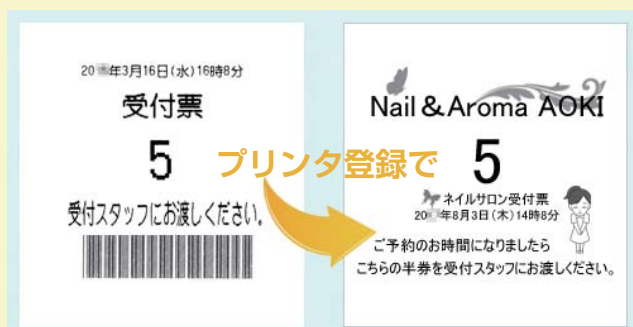 20 年3月16日(水)16時8分
受付票
5
受付スタッフにお渡しください。
プリンタ登録で
Nail & Aroma AOKI
5
ネイルサロン受付票
20 年8月3日(木)14時8分
ご予約のお時間になりましたら
こちらの半券を受付スタッフにお渡しください。